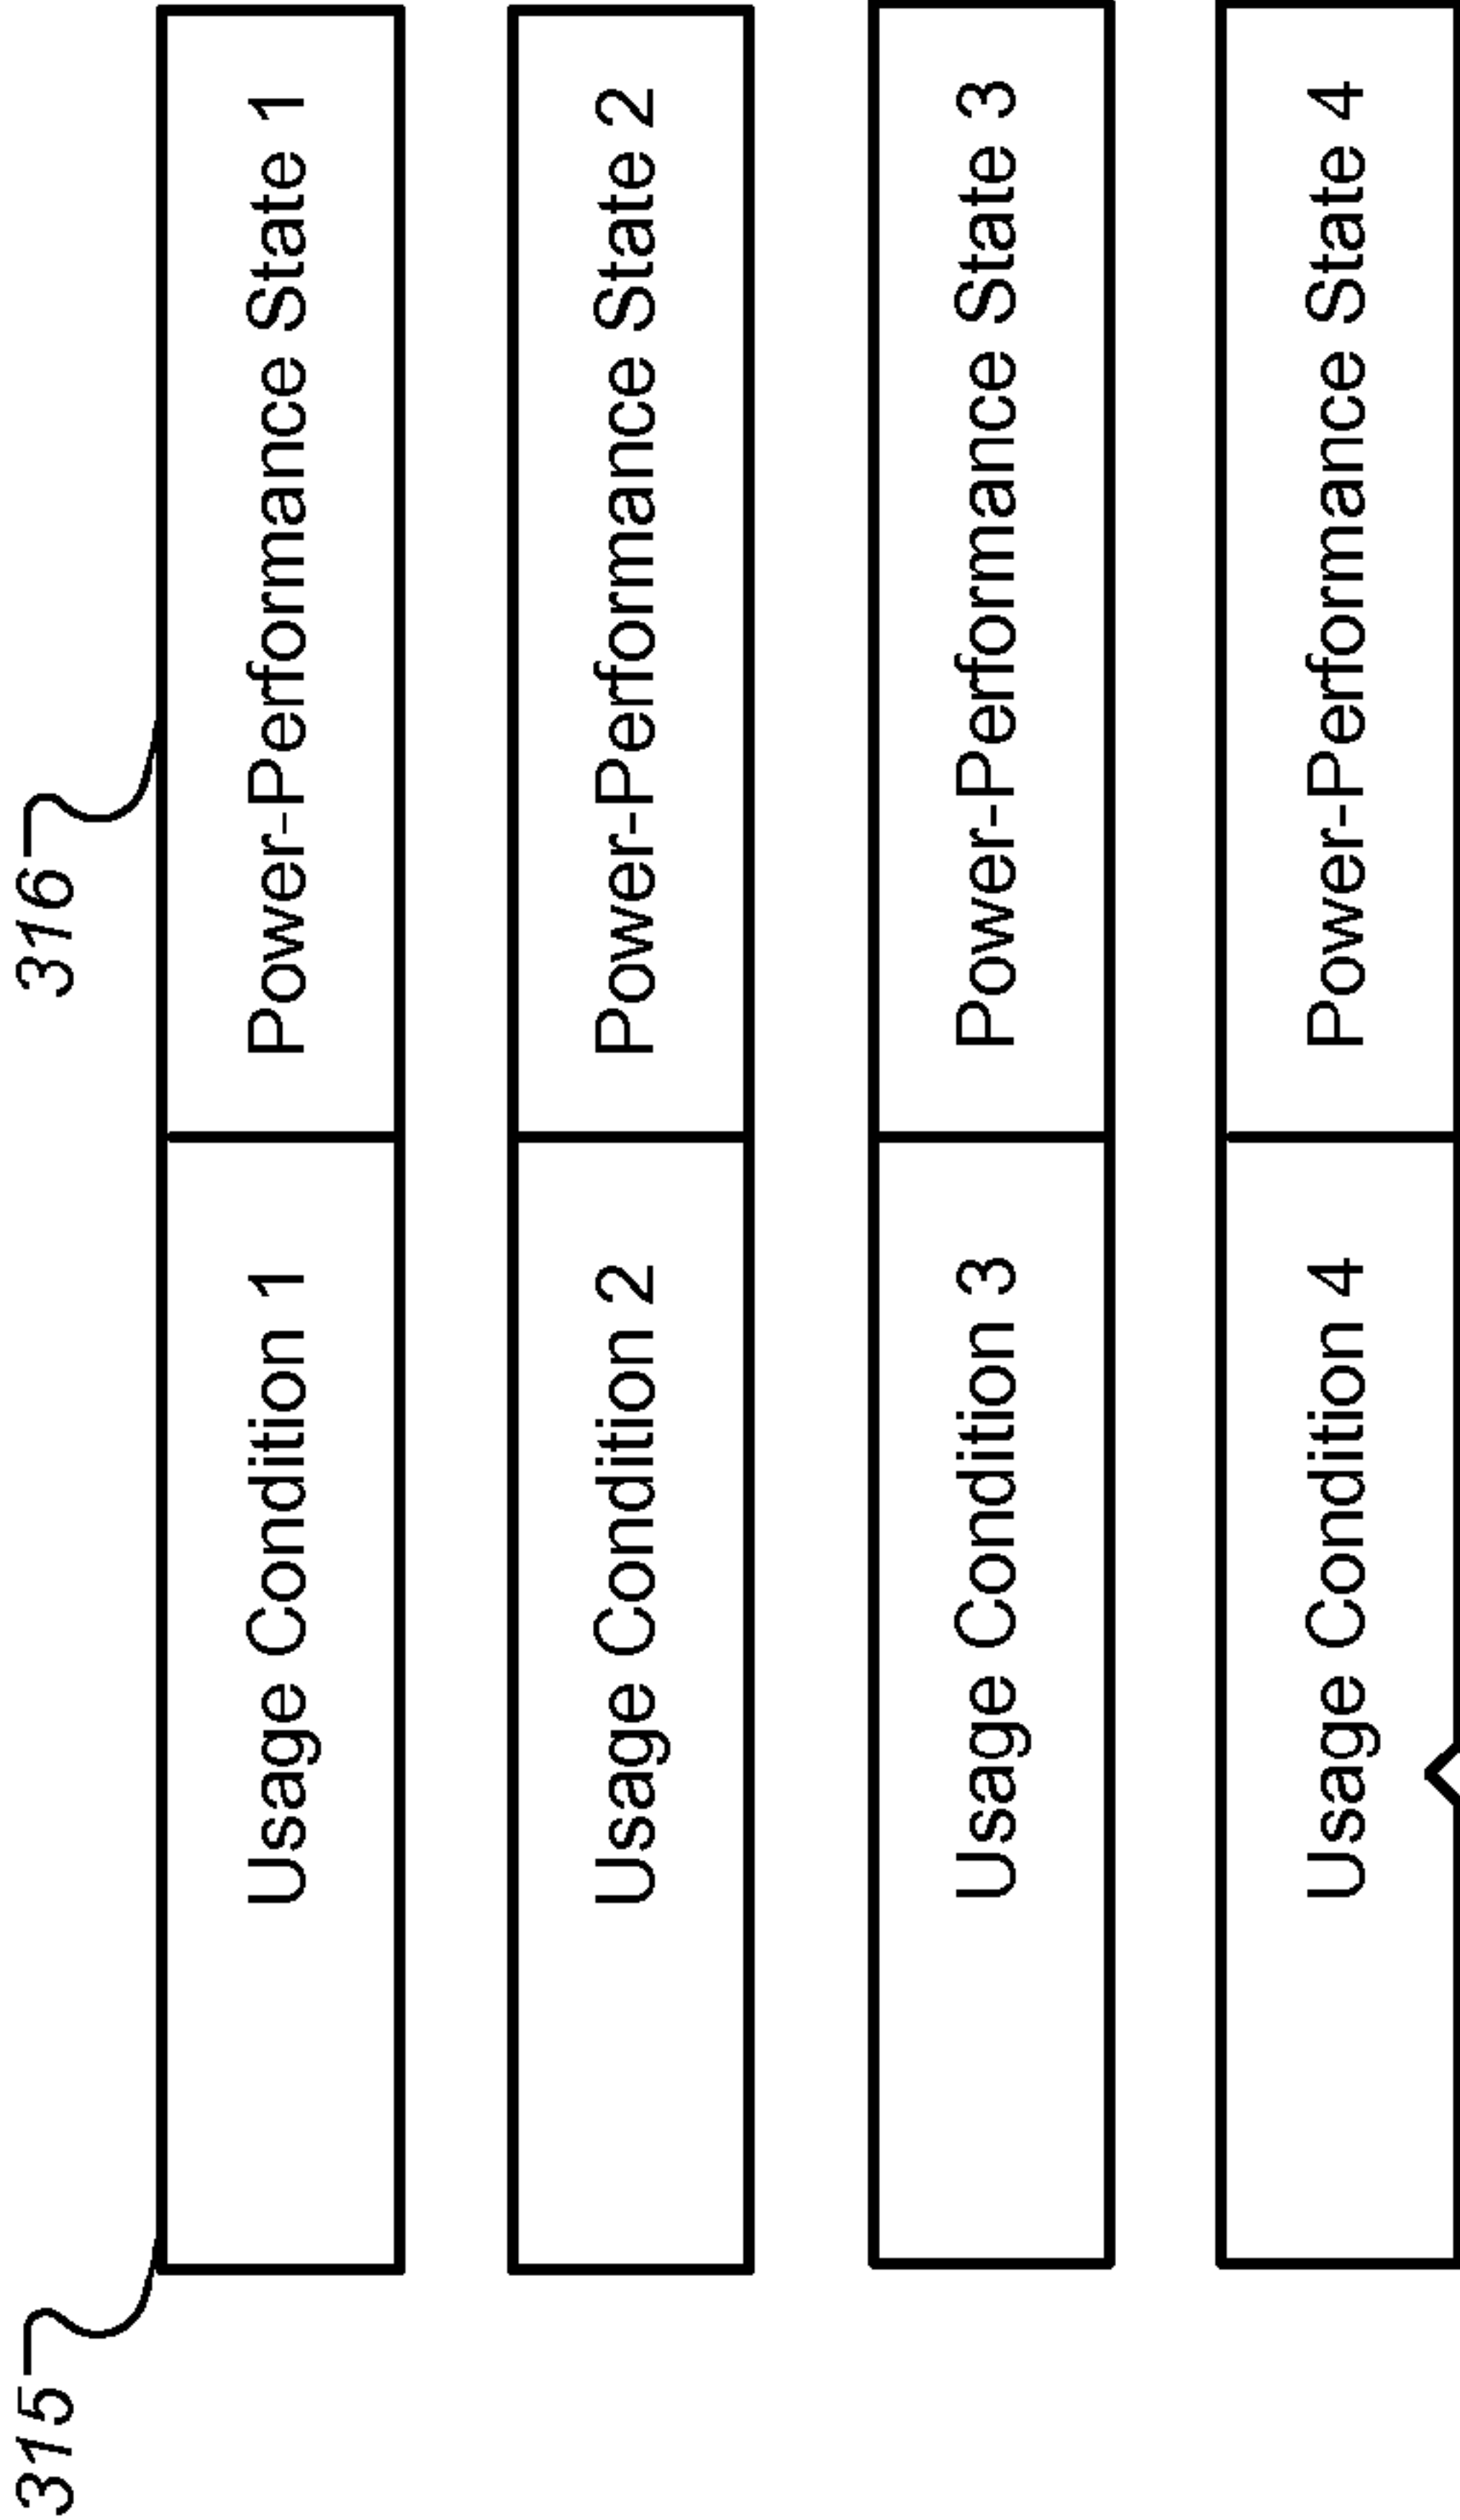 315
316
Usage Condition 1
Power-Performance State 1
Usage Condition 2
Power-Performance State 2
Usage Condition 3
Power-Performance State 3
Usage Condition 4
Power-Performance State 4